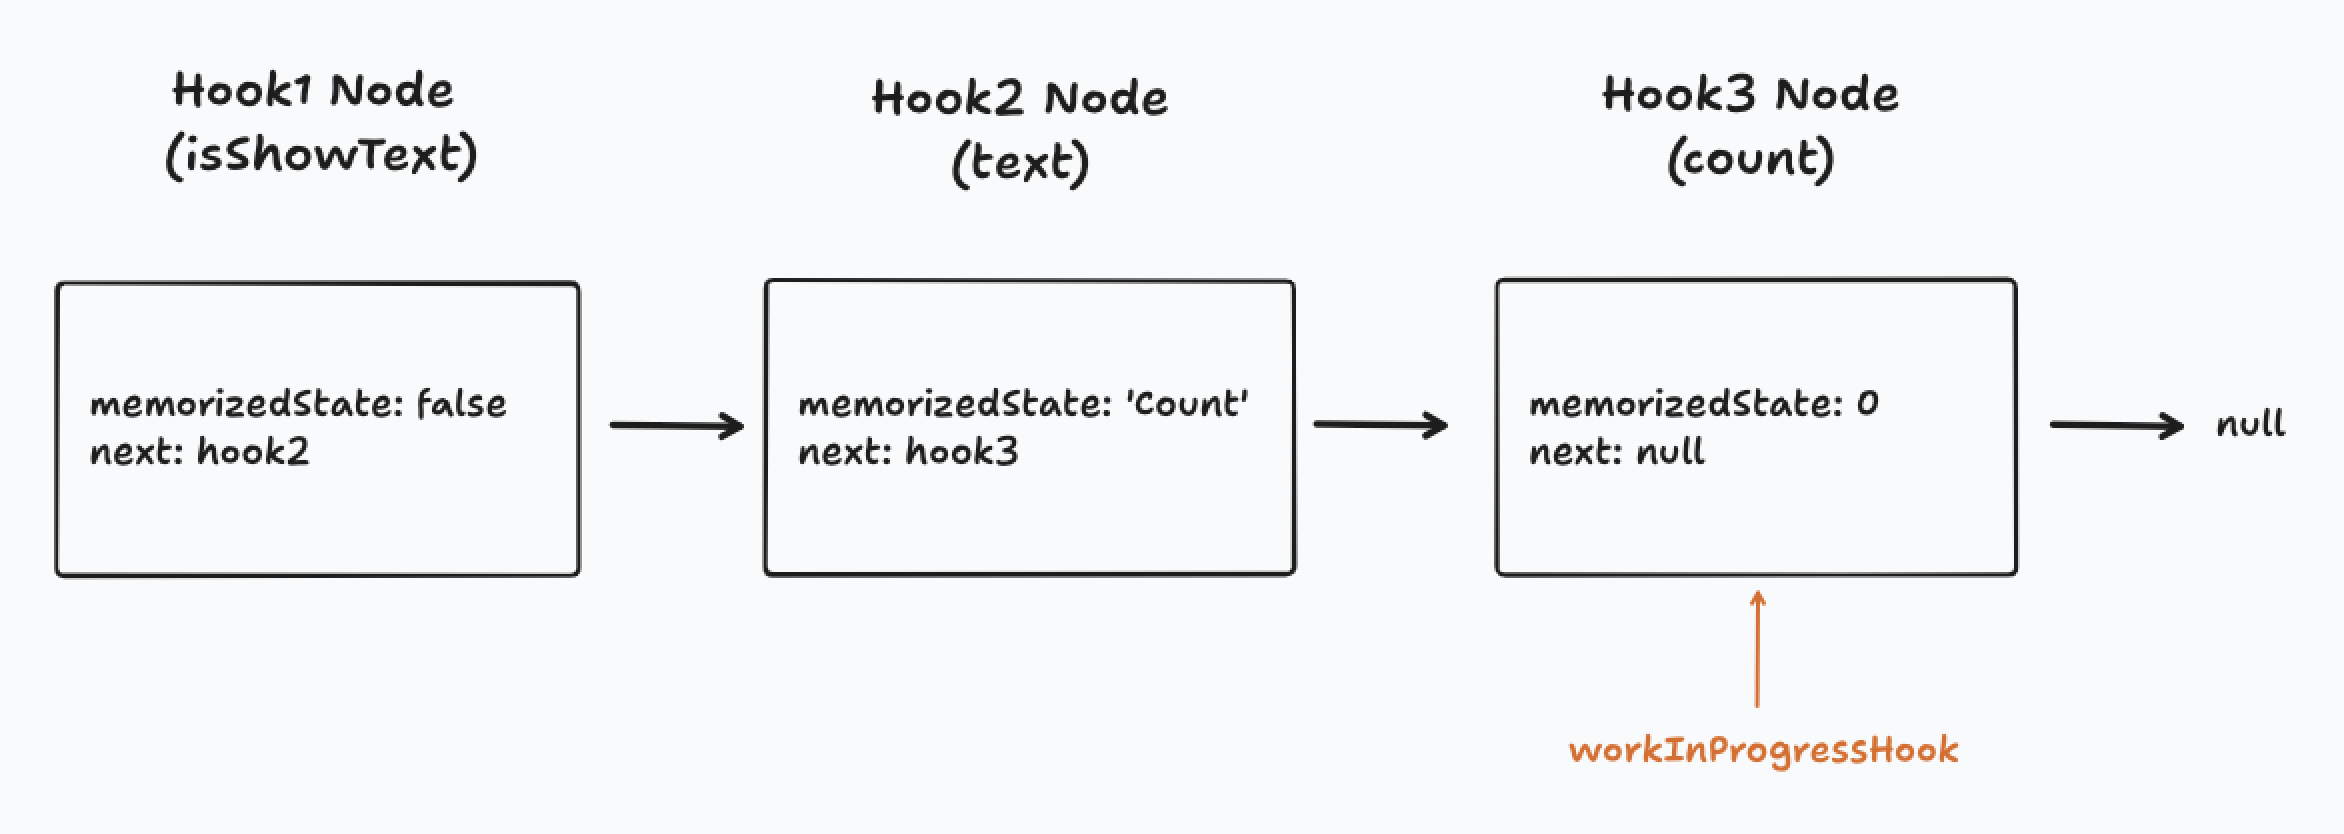 Hook1 Node
(isShowText)
Hook2 Node
(text)
Hook3 Node
(count)
memorizedState: false
next: hook2
memorizedState: 'Count'
next: hook3
memorizedState: 0
next: null
null
workInProgressHook